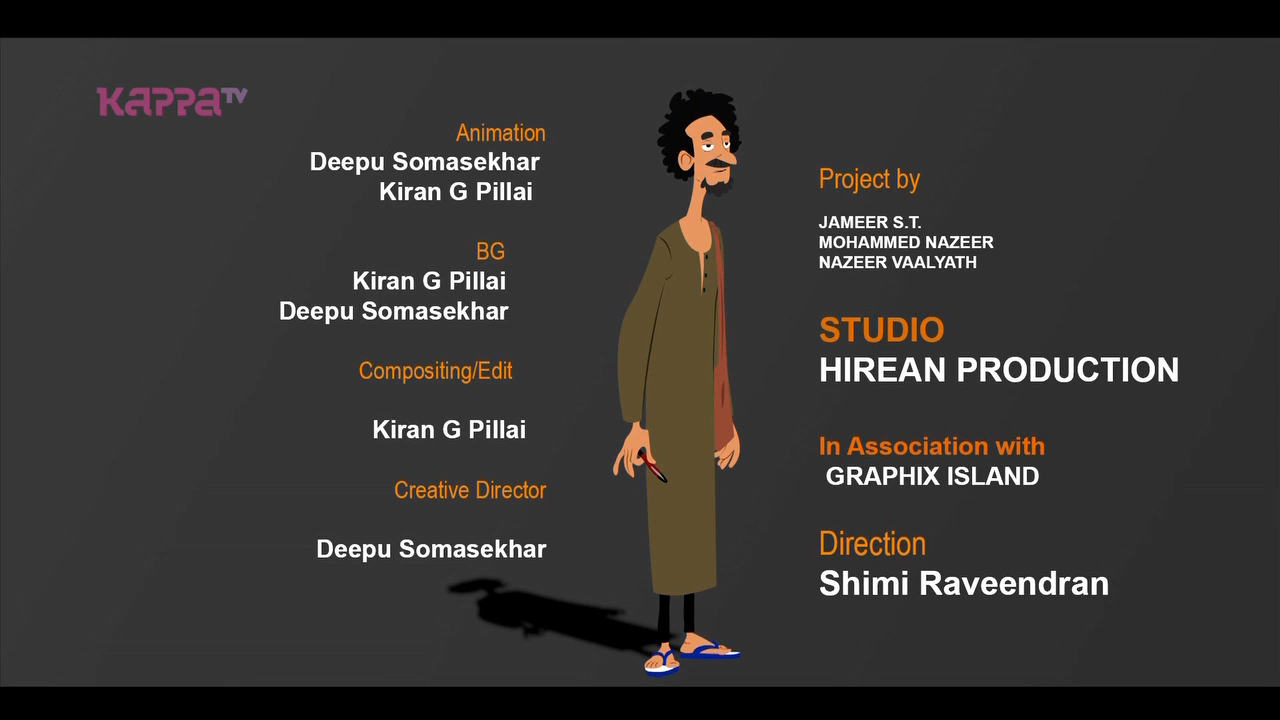 KAPPA TV
Animation
Deepu Somasekhar
Kiran G Pillai
BG
Kiran G Pillai
Deepu Somasekhar
Compositing/Edit
Kiran G Pillai
Creative Director
Deepu Somasekhar
Project by
JAMEER S.T.
MOHAMMED NAZEER
NAZEER VAALYATH
STUDIO
HIREAN PRODUCTION
In Association with
GRAPHIX ISLAND
Direction
Shimi Raveendran